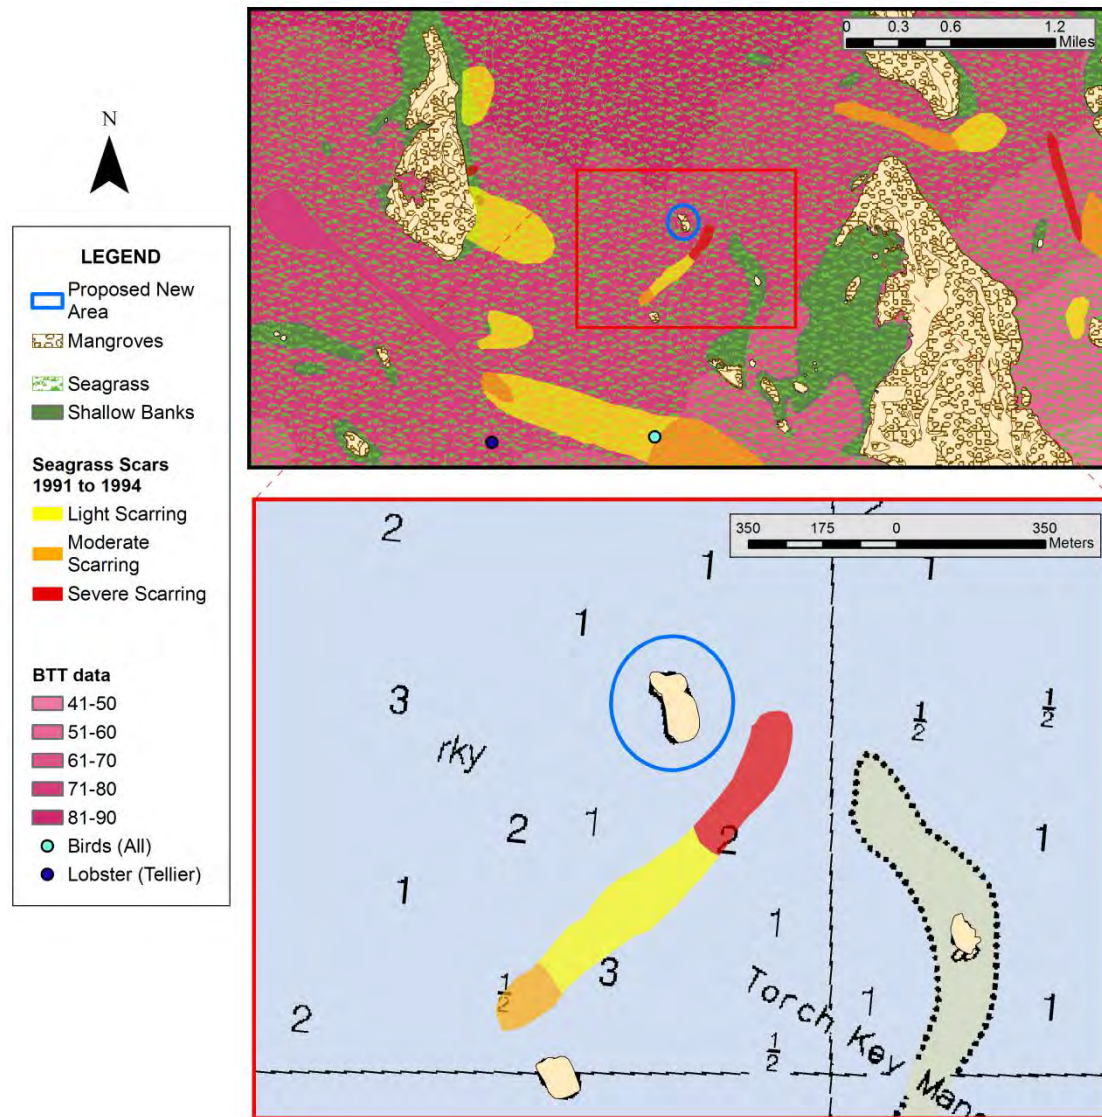 0 0.3 0.6 1.2
Miles
N
LEGEND
Proposed New
Area
Mangroves
Seagrass
Shallow Banks
Seagrass Scars
1991 to 1994
Light Scarring
Moderate
Scarring
Severe Scarring
BTT data
41-50
51-60
61-70
71-80
81-90
Birds (All)
Lobster (Tellier)
350 175 0 350
Meters
2
1 1
1
3 1/2 1/2
rky
2 1 2 1
1
1
3
1/2 1 1
2
Torch Key Man
1/2